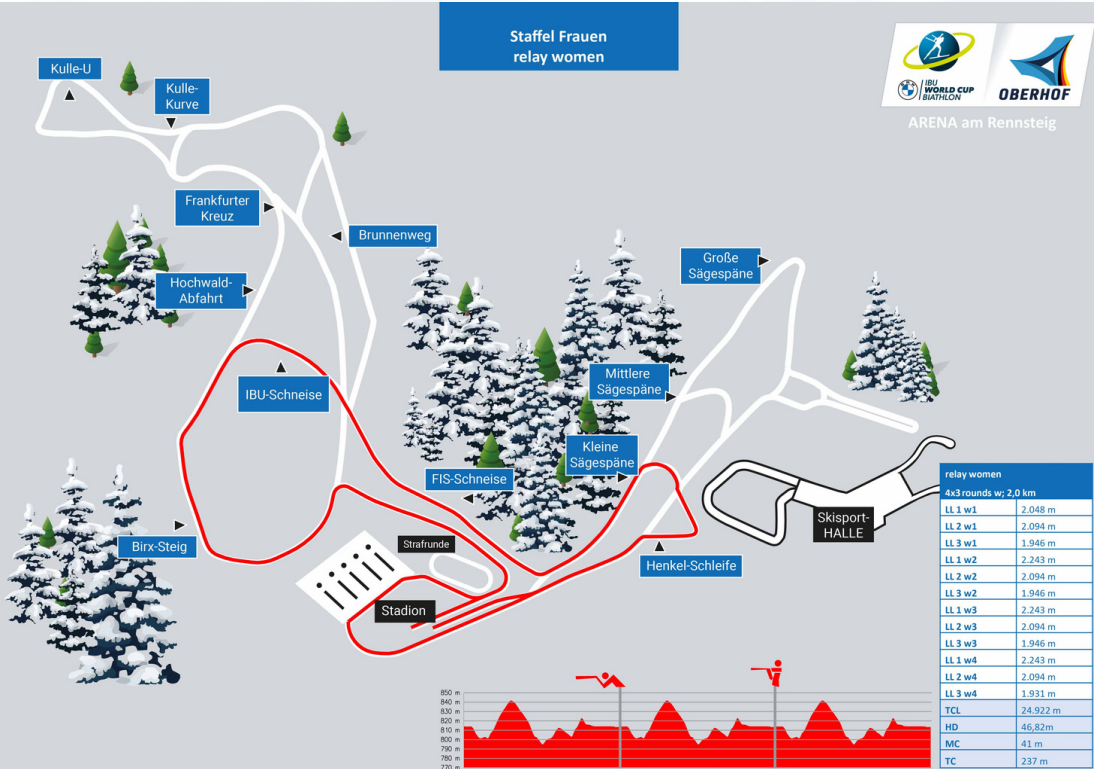 Staffel Frauen
relay women
IBU
WORLD CUP
BIATHLON
OBERHOF
ARENA am Rennsteig
Kulle-U
Kulle-
Kurve
Frankfurter
Kreuz
Brunnenweg
Hochwald-
Abfahrt
Große
Sägespäne
IBU-Schneise
Mittlere
Sägespäne
Kleine
Sägespäne
FIS-Schneise
Birx-Steig
Strafrunde
Stadion
Henkel-Schleife
Skisport-
HALLE
relay women
4x3 rounds w; 2,0 km
LL 1 w1 2.048 m
LL 2 w1 2.094 m
LL 3 w1 1.946 m
LL 1 w2 2.243 m
LL 2 w2 2.094 m
LL 3 w2 1.946 m
LL 1 w3 2.243 m
LL 2 w3 2.094 m
LL 3 w3 1.946 m
LL 1 w4 2.243 m
LL 2 w4 2.094 m
LL 3 w4 1.931 m
TCL 24.922 m
HD 46,82m
MC 41 m
TC 237 m
850 m
840 m
830 m
820 m
810 m
800 m
790 m
780 m
770 m